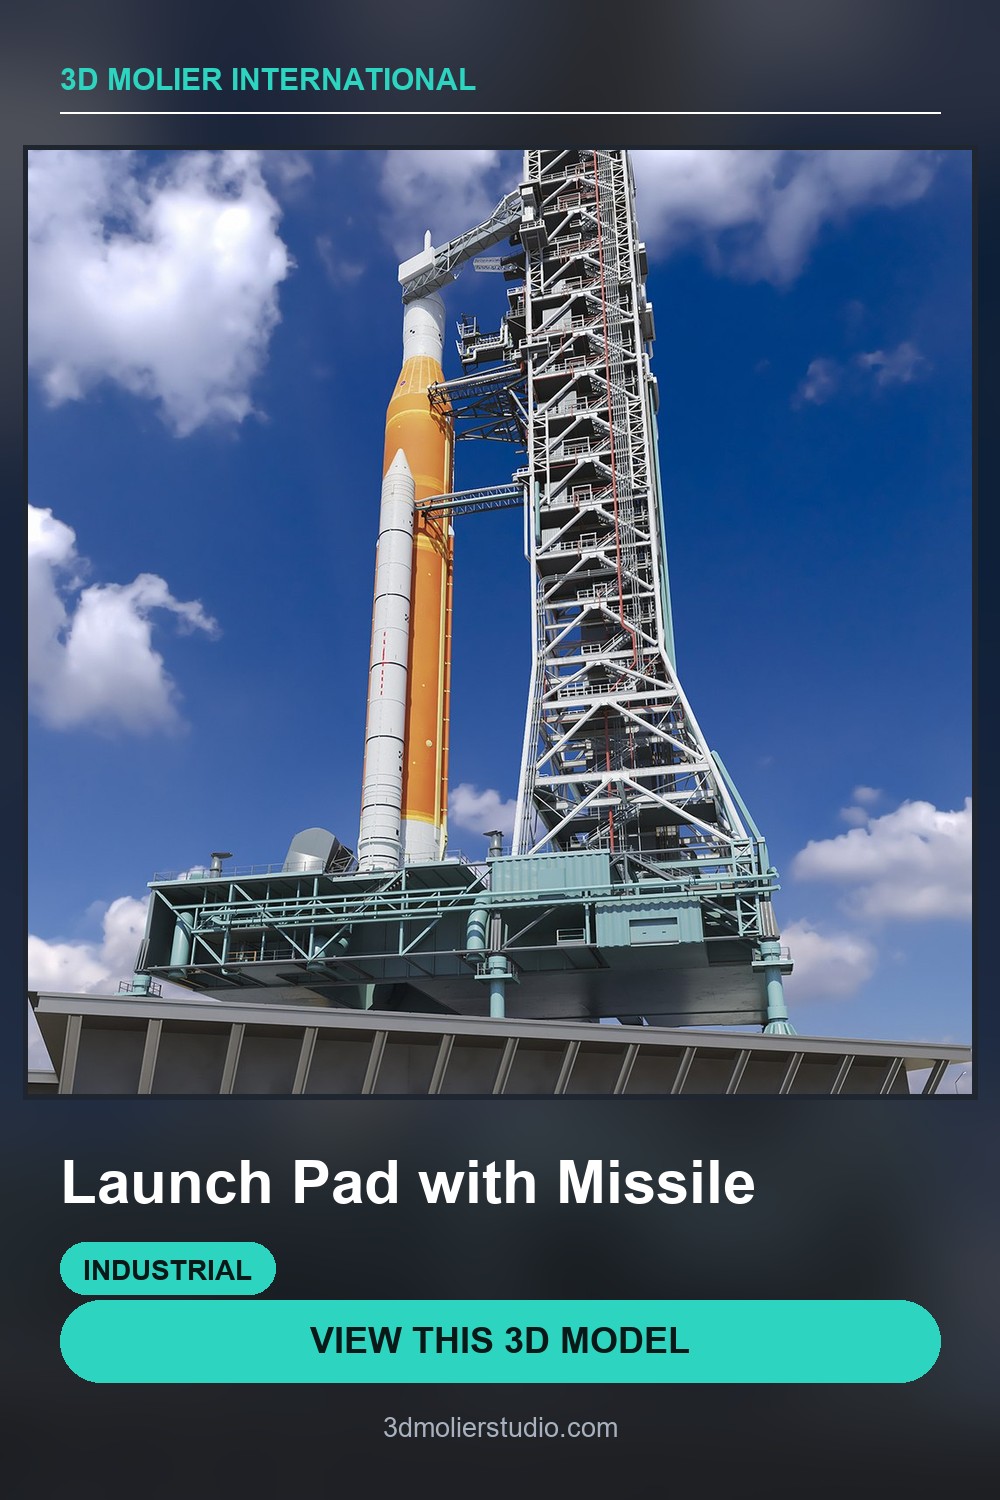 3D MOLIER INTERNATIONAL
Launch Pad with Missile
INDUSTRIAL
VIEW THIS 3D MODEL
3dmolierstudio.com